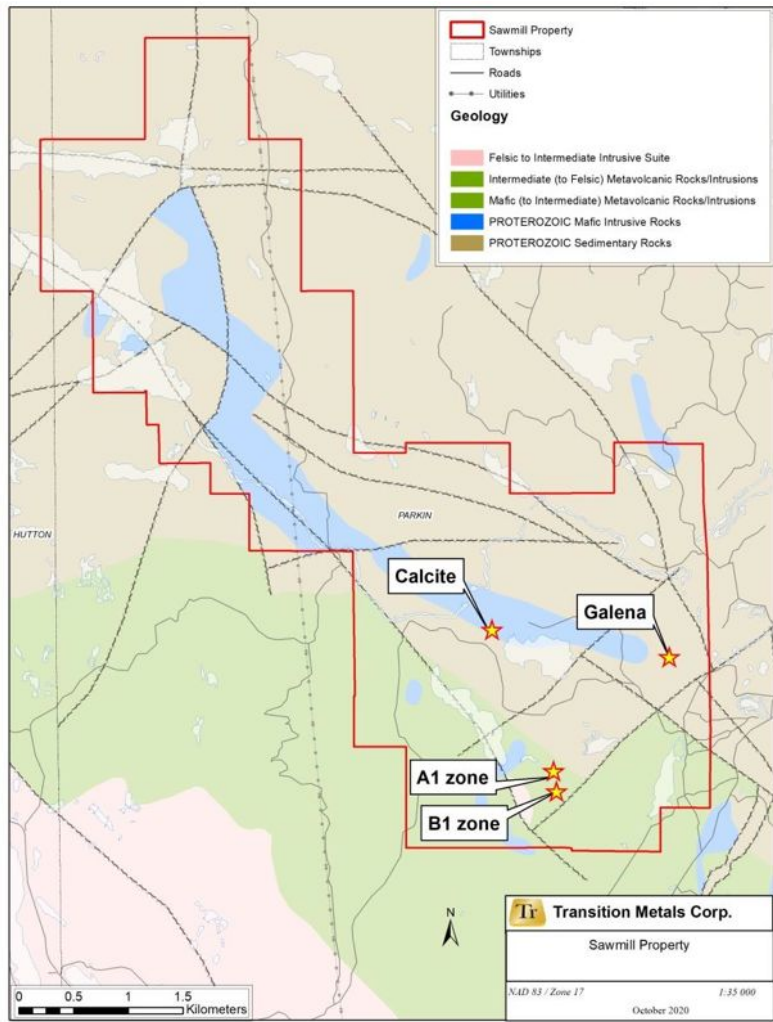 Sawmill Property
Townships
Roads
Utilities
Geology
Felsic to Intermediate Intrusive Suite
Intermediate (to Felsic) Metavolcanic Rocks/Intrusions
Mafic (to Intermediate) Metavolcanic Rocks/Intrusions
PROTEROZOIC Mafic Intrusive Rocks
PROTEROZOIC Sedimentary Rocks
HUTTON
PARKIN
Calcite
Galena
A1 zone
B1 zone
N
0 0.5 1 1.5
Kilometers
Tr Transition Metals Corp.
Sawmill Property
NAD 83 / Zone 17 1:35 000
October 2020